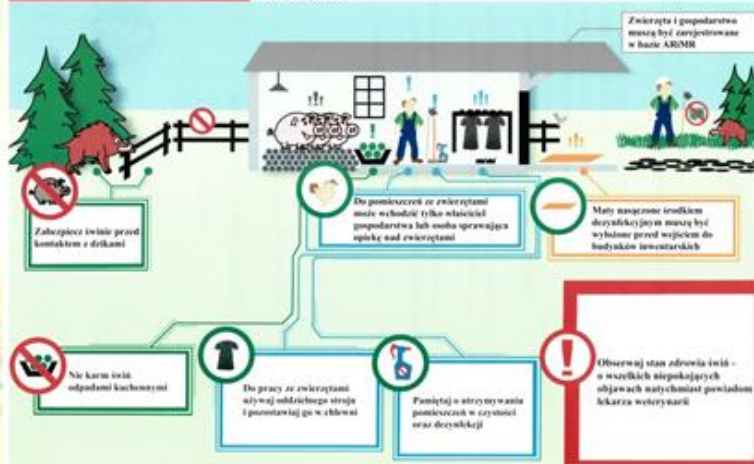 Zwierzęta i gospodarstwo
muszą być zarejestrowane
w bazie ARiMR
Zabezpiecz świnie przed
kontaktem z dzikami
Do pomieszczeń ze zwierzętami
może wchodzić tylko właściciel
gospodarstwa lub osoba sprawująca
opiekę nad zwierzętami
Maty nasączone środkiem
dezynfekcyjnym muszą być
wyłożone przed wejściem do
budynków inwentarskich
Nie karm świń
odpadami kuchennymi
Do pracy ze zwierzętami
używaj oddzielnego stroju
i pozostawiaj go w chlewni
Pamiętaj o utrzymywaniu
pomieszczeń w czystości
oraz dezynfekcji
Obserwuj stan zdrowia świń -
o wszelkich niepokojących
objawach natychmiast powiadom
lekarza weterynarii